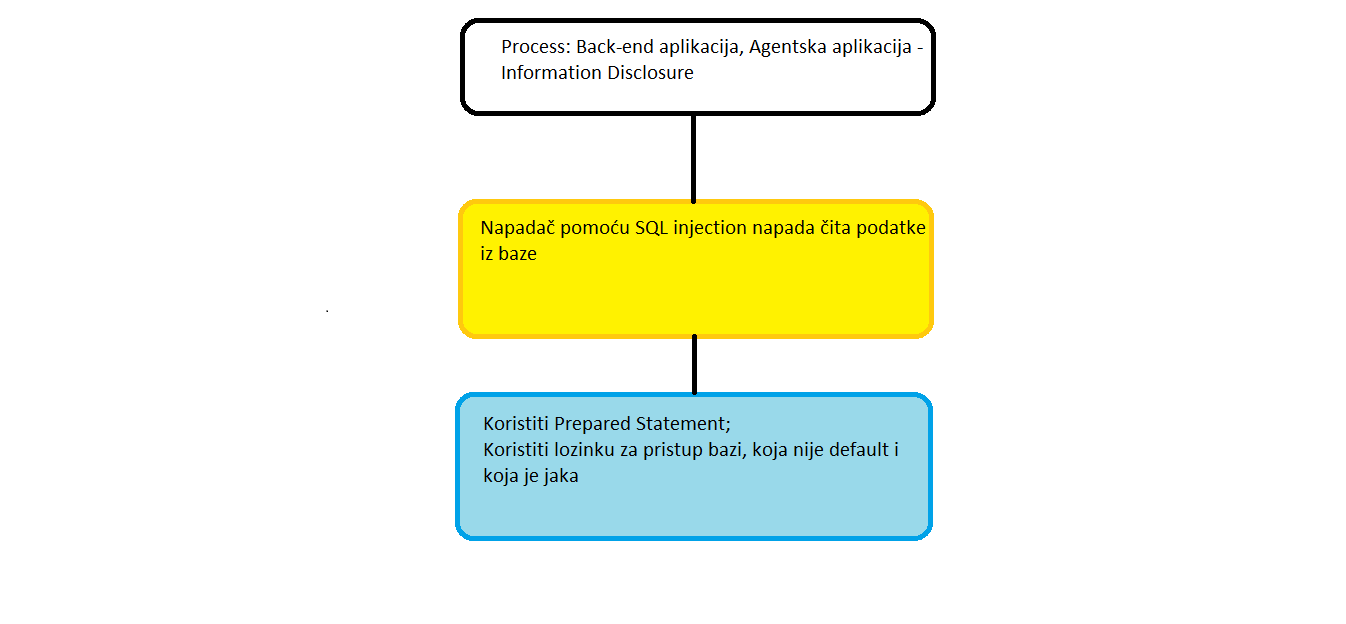 Process: Back-end aplikacija, Agentska aplikacija -
Information Disclosure
Napadač pomoću SQL injection napada čita podatke
iz baze
Koristiti Prepared Statement;
Koristiti lozinku za pristup bazi, koja nije default i
koja je jaka